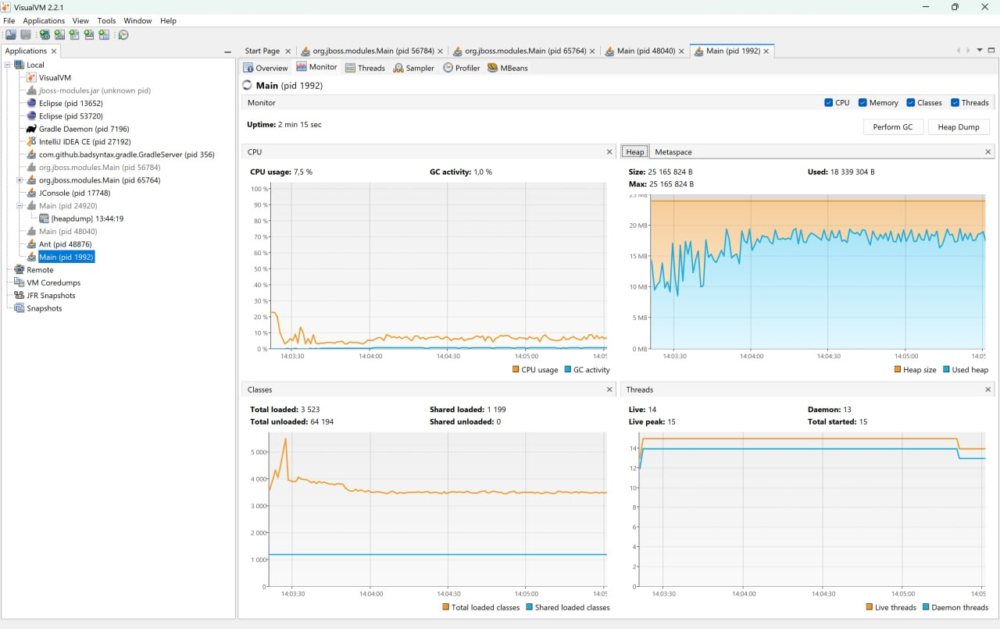 VisualVM 2.2.1
File Applications View Tools Window Help
Applications
Start Page
org.jboss.modules.Main (pid 56784)
org.jboss.modules.Main (pid 65764)
Main (pid 48040)
Main (pid 1992)
Local
VisualVM
jboss-modules.jar (unknown pid)
Eclipse (pid 13652)
Eclipse (pid 53720)
Gradle Daemon (pid 7196)
IntelliJ IDEA CE (pid 27192)
com.github.badsyntax.gradle.GradleServer (pid 356)
org.jboss.modules.Main (pid 56784)
org.jboss.modules.Main (pid 65764)
JConsole (pid 17748)
Main (pid 24920)
[heapdump] 13:44:19
Main (pid 48040)
Ant (pid 48876)
Main (pid 1992)
Remote
VM Coredumps
JFR Snapshots
Snapshots
Overview Monitor Threads Sampler Profiler MBeans
Main (pid 1992)
Monitor
CPU Memory Classes Threads
Uptime: 2 min 15 sec
Perform GC Heap Dump
CPU
CPU usage: 7,5 % GC activity: 1,0 %
100 %
90 %
80 %
70 %
60 %
50 %
40 %
30 %
20 %
10 %
0 %
14:03:30 14:04:00 14:04:30 14:05:00 14:05
CPU usage GC activity
Heap Metaspace
Size: 25 165 824 B Used: 18 339 304 B
Max: 25 165 824 B
25 MB
20 MB
15 MB
10 MB
5 MB
0 MB
14:03:30 14:04:00 14:04:30 14:05:00 14:05
Heap size Used heap
Classes
Total loaded: 3 523 Shared loaded: 1 199
Total unloaded: 64 194 Shared unloaded: 0
5 000
4 000
3 000
2 000
1 000
0
14:03:30 14:04:00 14:04:30 14:05:00 14:05
Total loaded classes Shared loaded classes
Threads
Live: 14 Daemon: 13
Live peak: 15 Total started: 15
14
12
10
8
6
4
2
0
14:03:30 14:04:00 14:04:30 14:05:00 14:05
Live threads Daemon threads